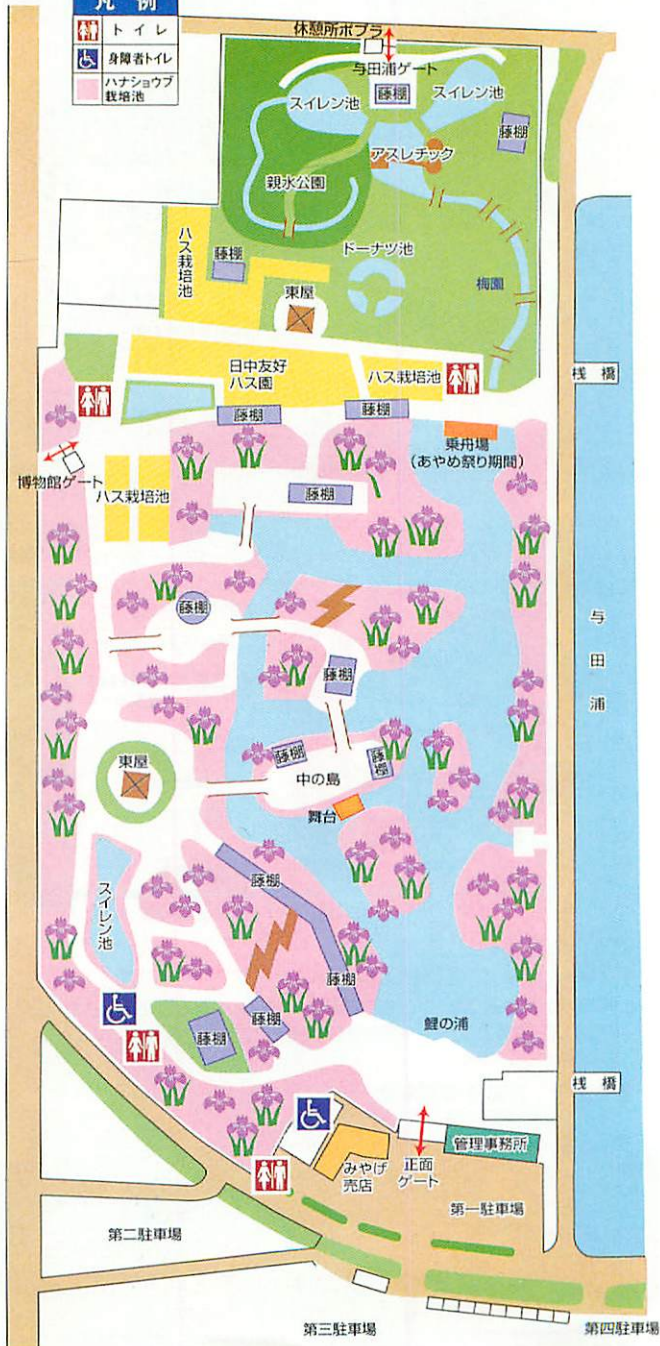 凡例
トイレ
身障者トイレ
ハナショウブ
栽培池
休憩所ポプラ
与田浦ゲート
スイレン池
藤棚
スイレン池
藤棚
アスレチック
親水公園
ハス栽培池
藤棚
ドーナツ池
梅園
東屋
日中友好
ハス園
ハス栽培池
桟橋
藤棚
藤棚
乗舟場
(あやめ祭り期間)
博物館ゲート
ハス栽培池
藤棚
藤棚
与田浦
藤棚
東屋
藤棚
藤棚
中の島
舞台
スイレン池
藤棚
藤棚
藤棚
藤棚
鯉の浦
桟橋
管理事務所
みやげ
売店
正面
ゲート
第一駐車場
第二駐車場
第三駐車場
第四駐車場